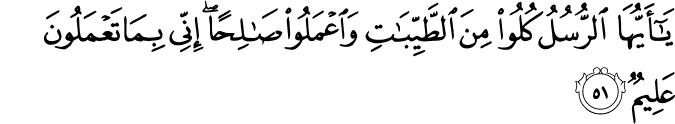 يَـٰٓأَيُّهَا ٱلرُّسُلُ كُلُوا۟ مِنَ ٱلطَّيِّبَـٰتِ وَٱعْمَلُوا۟ صَـٰلِحًا ۖ إِنِّى بِمَا تَعْمَلُونَ
عَلِيمٌ ٥١